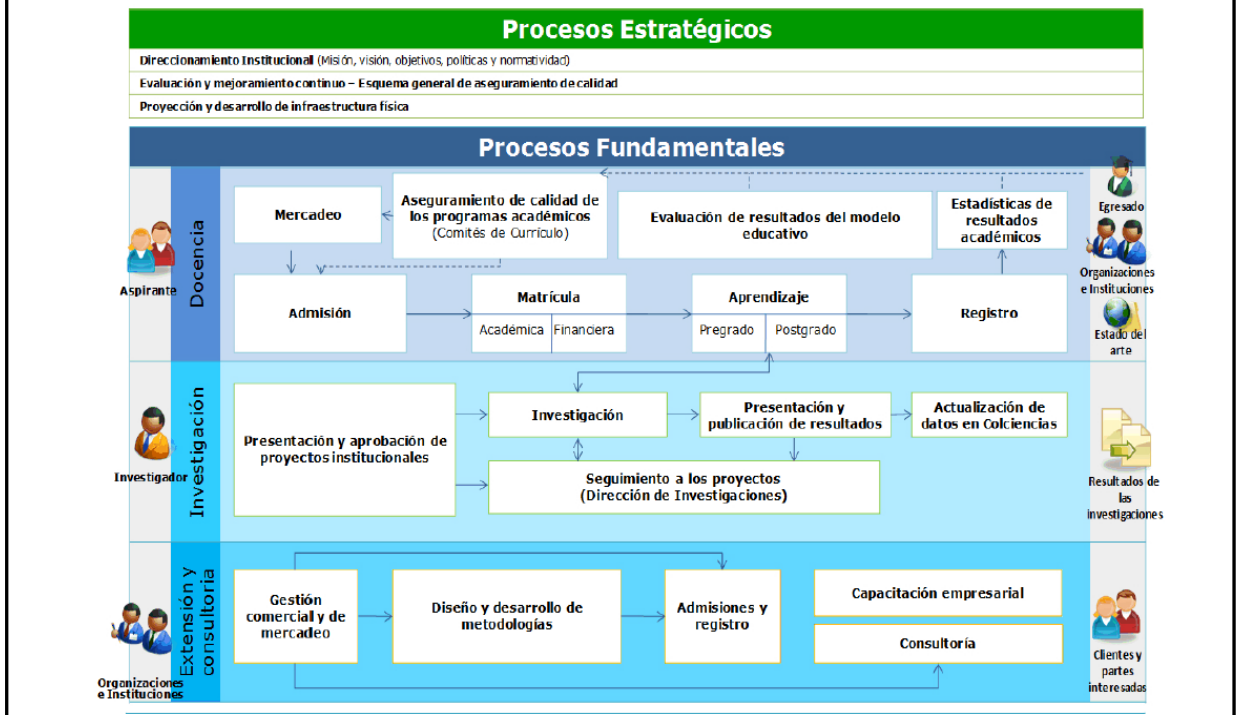 Procesos Estratégicos
Direccionamiento Institucional (Misión, visión, objetivos, políticas y normatividad)
Evaluación y mejoramiento continuo – Esquema general de aseguramiento de calidad
Proyección y desarrollo de infraestructura física
Procesos Fundamentales
Aspirante
Docencia
Mercadeo
Aseguramiento de calidad de
los programas académicos
(Comités de Currículo)
Evaluación de resultados del modelo
educativo
Estadísticas de
resultados
académicos
Admisión
Matrícula
Académica
Financiera
Aprendizaje
Pregrado
Postgrado
Registro
Egresado
Organizaciones
e Instituciones
Estado del
arte
Investigador
Investigación
Presentación y aprobación de
proyectos institucionales
Investigación
Presentación y
publicación de resultados
Actualización de
datos en Colciencias
Seguimiento a los proyectos
(Dirección de Investigaciones)
Resultados de
las
investigaciones
Organizaciones
e Instituciones
Extensión y
consultoria
Gestión
comercial y de
mercadeo
Diseño y desarrollo de
metodologías
Admisiones y
registro
Capacitación empresarial
Consultoría
Clientes y
partes
interesadas